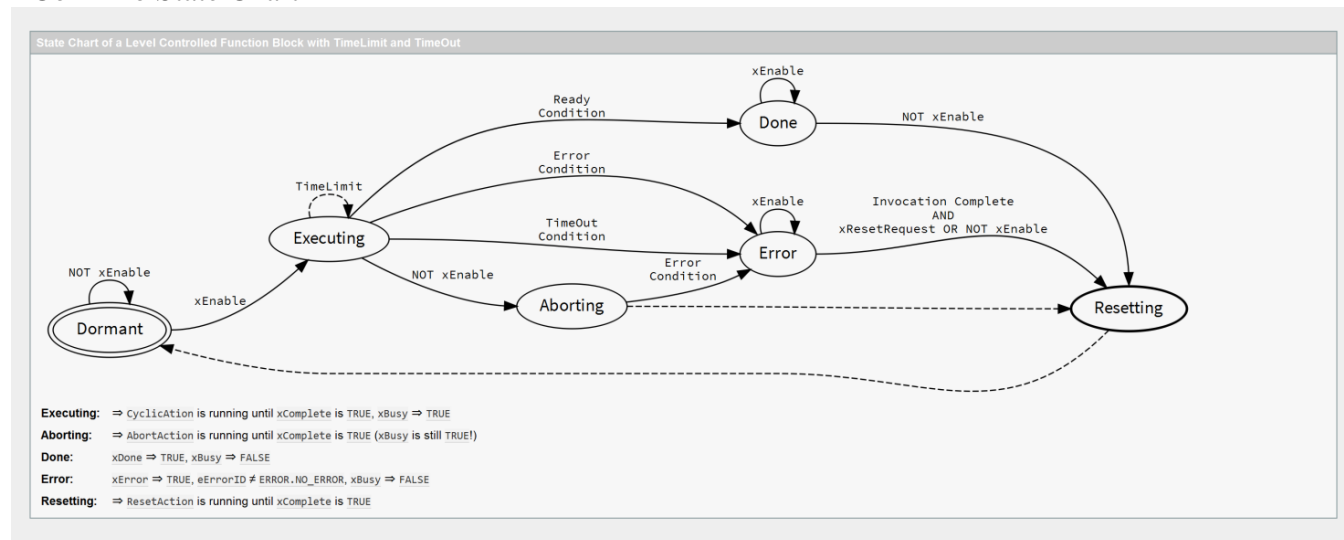 State Chart of a Level Controlled Function Block with TimeLimit and TimeOut
xEnable
Ready
Condition
Done
NOT xEnable
Error
Condition
TimeLimit
xEnable
Invocation Complete
AND
xResetRequest OR NOT xEnable
Executing
TimeOut
Condition
Error
NOT xEnable
Error
Condition
NOT xEnable
xEnable
Aborting
Resetting
Dormant
Executing: ⇒ CyclicAtion is running until xComplete is TRUE, xBusy ⇒ TRUE
Aborting: ⇒ AbortAction is running until xComplete is TRUE (xBusy is still TRUE!)
Done: xDone ⇒ TRUE, xBusy ⇒ FALSE
Error: xError ⇒ TRUE, eErrorID ≠ ERROR.NO_ERROR, xBusy ⇒ FALSE
Resetting: ⇒ ResetAction is running until xComplete is TRUE